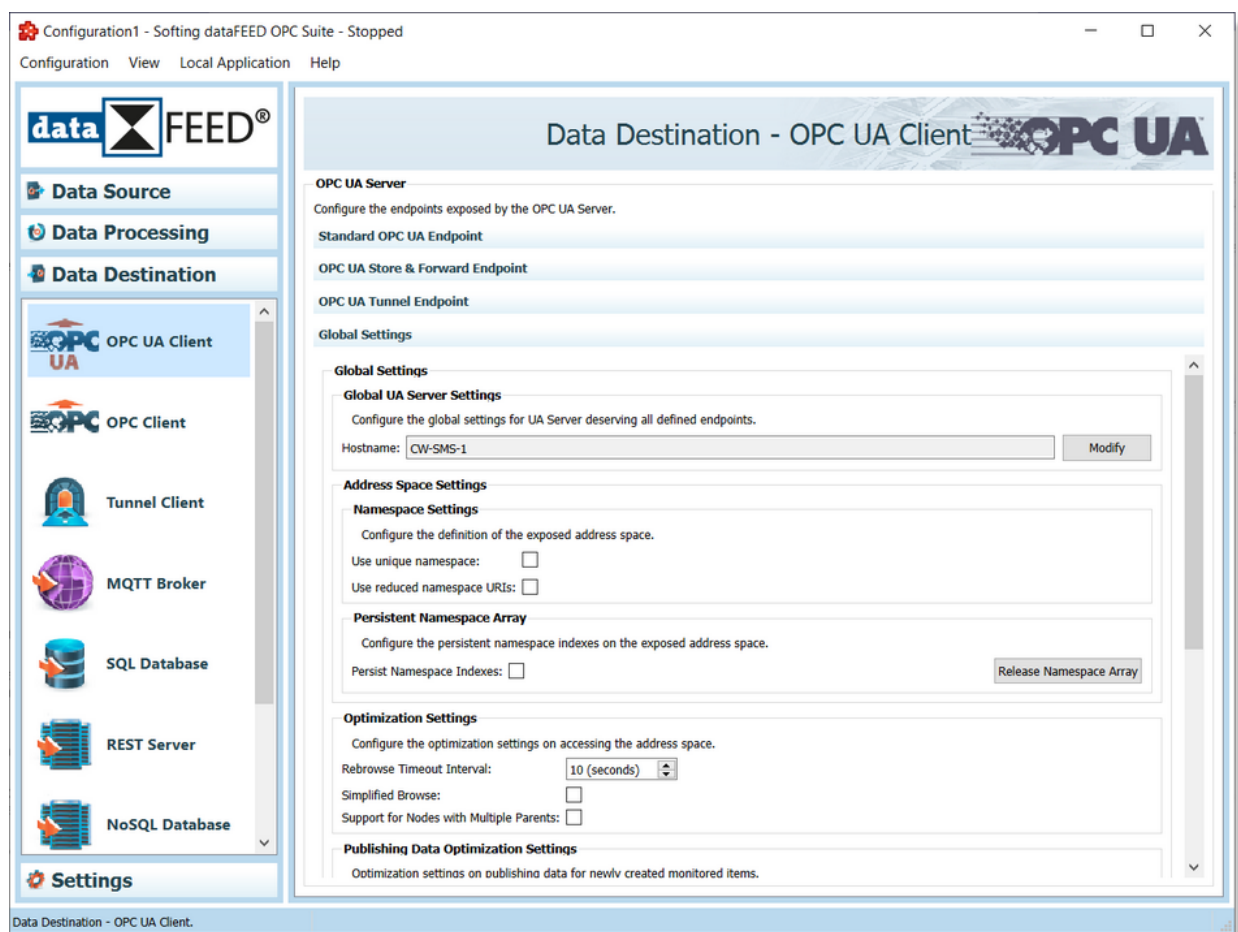 Configuration1 - Softing dataFEED OPC Suite - Stopped
Configuration View Local Application Help
data FEED®
Data Source
Data Processing
Data Destination
OPC UA
OPC UA Client
OPC
OPC Client
Tunnel Client
MQTT Broker
SQL Database
REST Server
NoSQL Database
Settings
Data Destination - OPC UA Client
OPC UA
OPC UA Server
Configure the endpoints exposed by the OPC UA Server.
Standard OPC UA Endpoint
OPC UA Store & Forward Endpoint
OPC UA Tunnel Endpoint
Global Settings
Global Settings
Global UA Server Settings
Configure the global settings for UA Server deserving all defined endpoints.
Hostname: CW-SMS-1 Modify
Address Space Settings
Namespace Settings
Configure the definition of the exposed address space.
Use unique namespace:
Use reduced namespace URIs:
Persistent Namespace Array
Configure the persistent namespace indexes on the exposed address space.
Persist Namespace Indexes: Release Namespace Array
Optimization Settings
Configure the optimization settings on accessing the address space.
Rebrowse Timeout Interval: 10 (seconds)
Simplified Browse:
Support for Nodes with Multiple Parents:
Publishing Data Optimization Settings
Optimization settings on publishing data for newly created monitored items.
Data Destination - OPC UA Client.